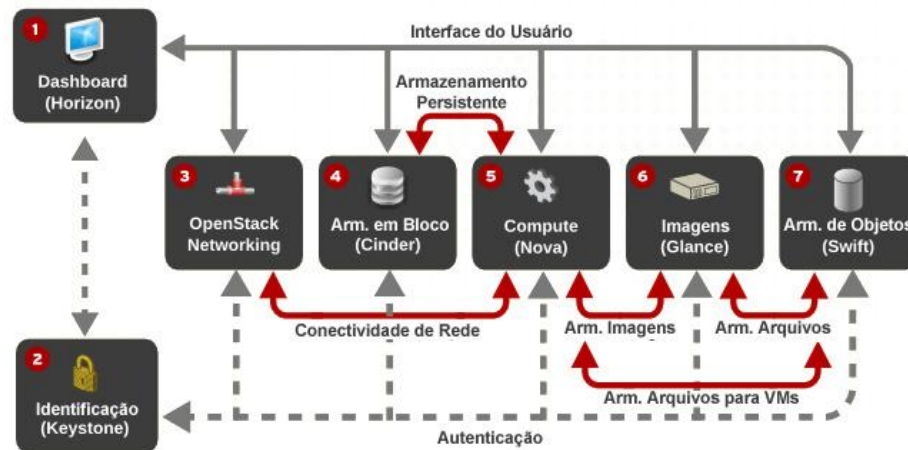 1
Dashboard
(Horizon)
Interface do Usuário
Armazenamento
Persistente
3
OpenStack
Networking
4
Arm. em Bloco
(Cinder)
5
Compute
(Nova)
6
Imagens
(Glance)
7
Arm. de Objetos
(Swift)
Conectividade de Rede
Arm. Imagens
Arm. Arquivos
Arm. Arquivos para VMs
2
Identificação
(Keystone)
Autenticação